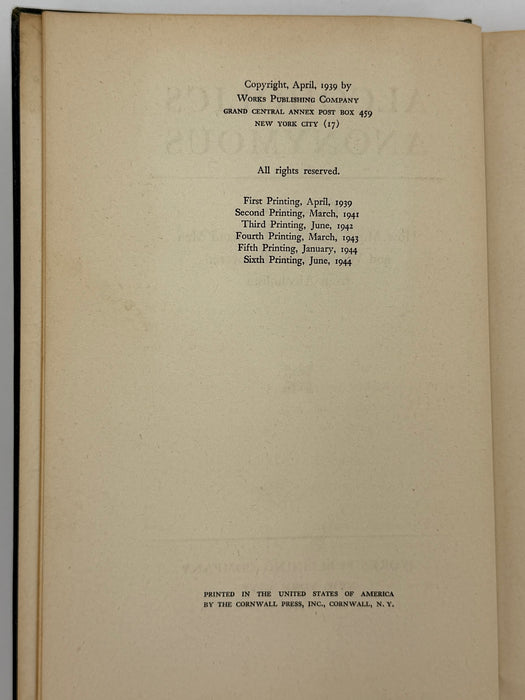 Copyright, April, 1939 by
WORKS PUBLISHING COMPANY
GRAND CENTRAL ANNEX POST BOX 459
NEW YORK CITY (17)
All rights reserved.
First Printing, April, 1939
Second Printing, March, 1941
Third Printing, June, 1942
Fourth Printing, March, 1943
Fifth Printing, January, 1944
Sixth Printing, June, 1944
PRINTED IN THE UNITED STATES OF AMERICA
BY THE CORNWALL PRESS, INC., CORNWALL, N. Y.